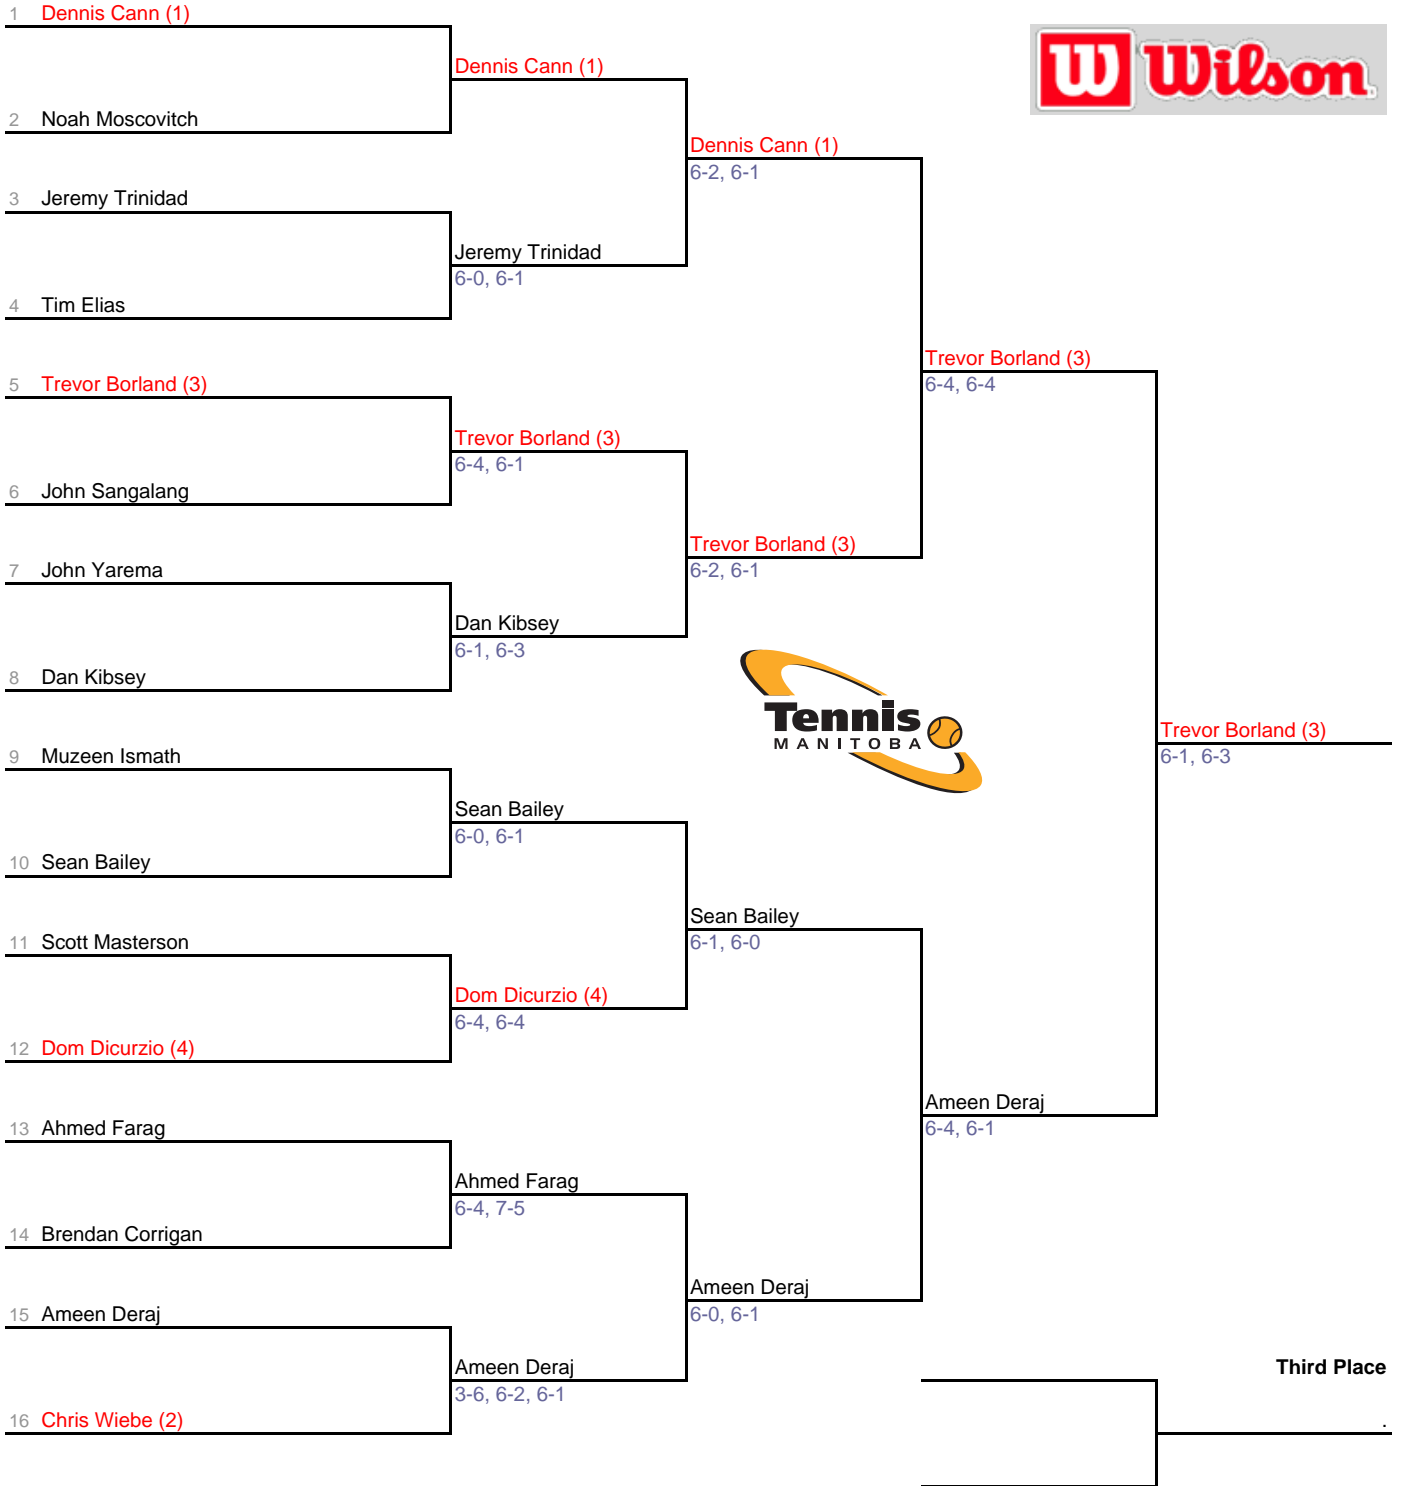 1 Dennis Cann (1)
W Wilson.
Dennis Cann (1)
2 Noah Moscovitch
Dennis Cann (1)
6-2, 6-1
3 Jeremy Trinidad
Jeremy Trinidad
6-0, 6-1
4 Tim Elias
Trevor Borland (3)
6-4, 6-4
5 Trevor Borland (3)
Trevor Borland (3)
6-4, 6-1
6 John Sangalang
Trevor Borland (3)
6-2, 6-1
7 John Yarema
Dan Kibsey
6-1, 6-3
8 Dan Kibsey
Tennis
MANITOBA
Trevor Borland (3)
6-1, 6-3
9 Muzeen Ismath
Sean Bailey
6-0, 6-1
10 Sean Bailey
Sean Bailey
6-1, 6-0
11 Scott Masterson
Dom Dicurzio (4)
6-4, 6-4
12 Dom Dicurzio (4)
Ameen Deraj
6-4, 6-1
13 Ahmed Farag
Ahmed Farag
6-4, 7-5
14 Brendan Corrigan
Ameen Deraj
6-0, 6-1
15 Ameen Deraj
Ameen Deraj
3-6, 6-2, 6-1
Third Place
16 Chris Wiebe (2)
.